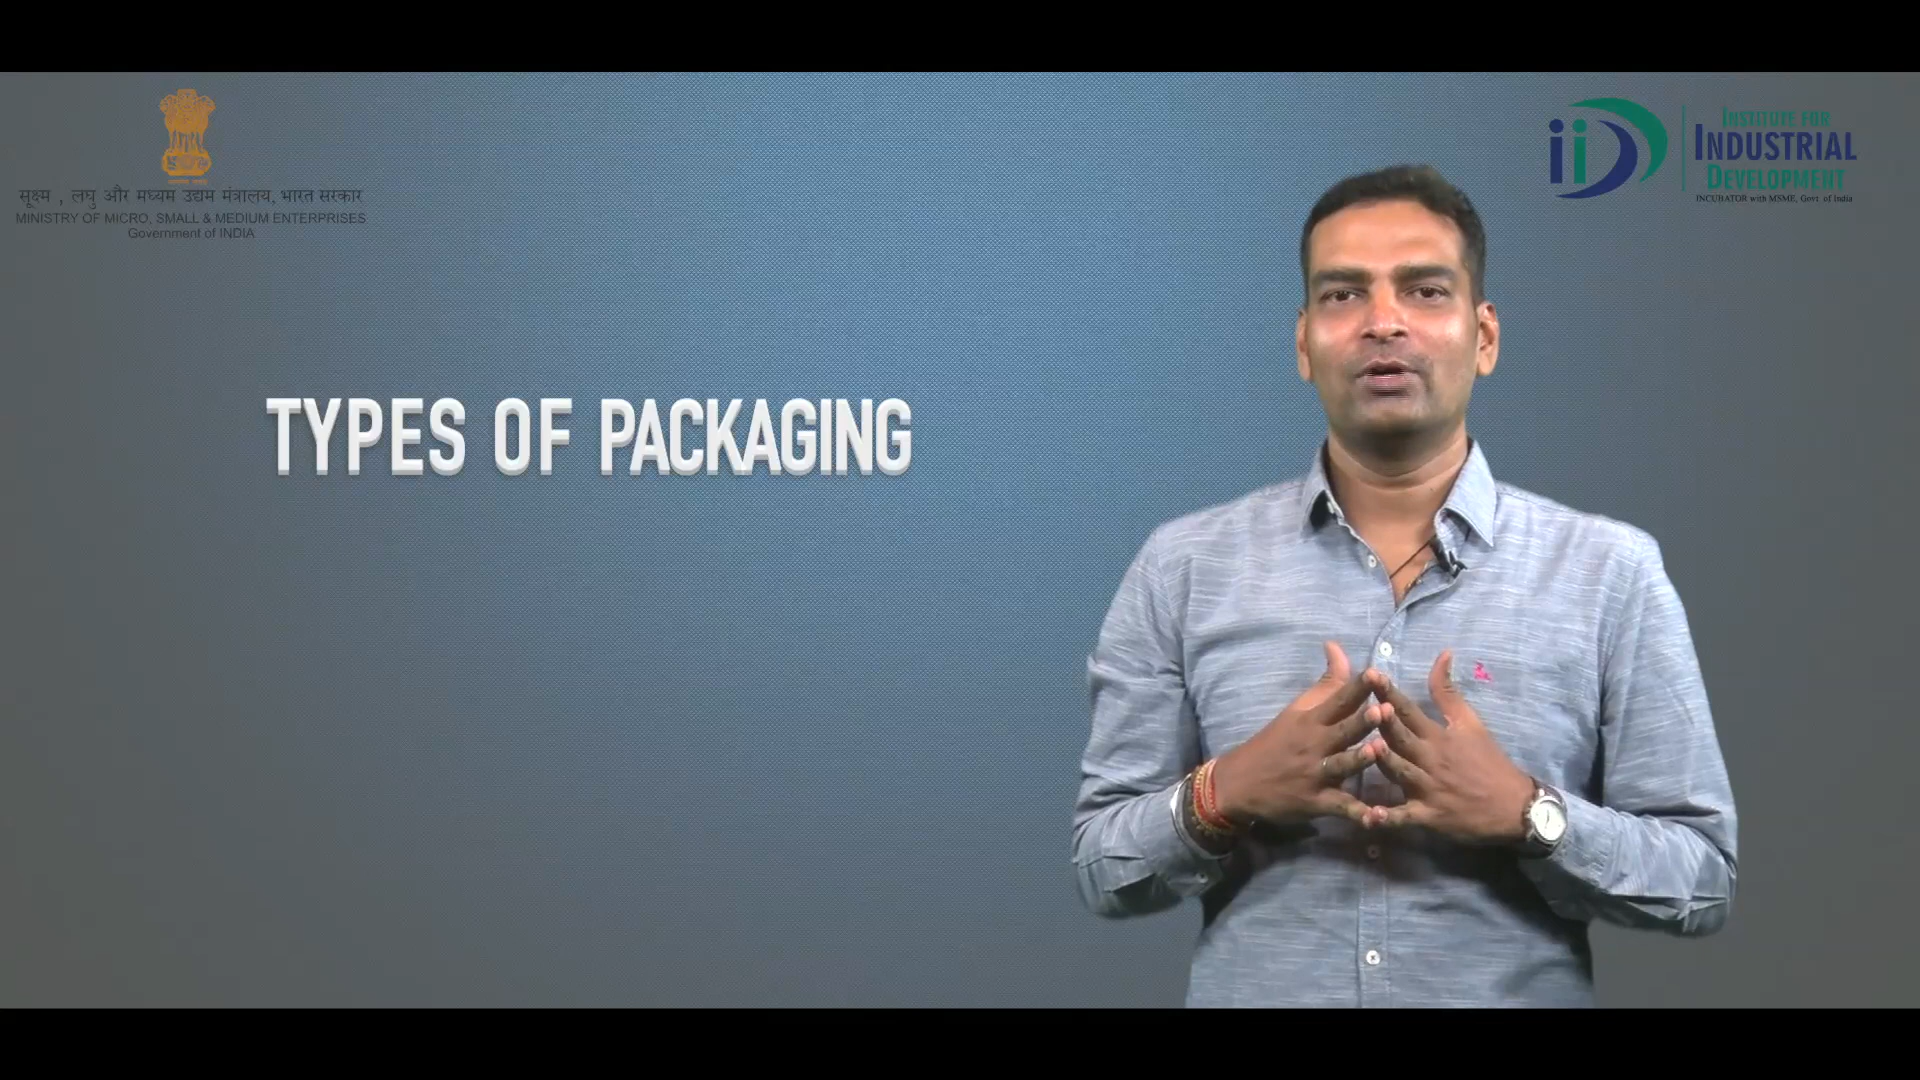 सूक्ष्म , लघु और मध्यम उद्यम मंत्रालय, भारत सरकार
MINISTRY OF MICRO, SMALL & MEDIUM ENTERPRISES
Government of INDIA
iiD
INSTITUTE FOR
INDUSTRIAL
DEVELOPMENT
INCUBATOR with MSME, Govt. of India
TYPES OF PACKAGING